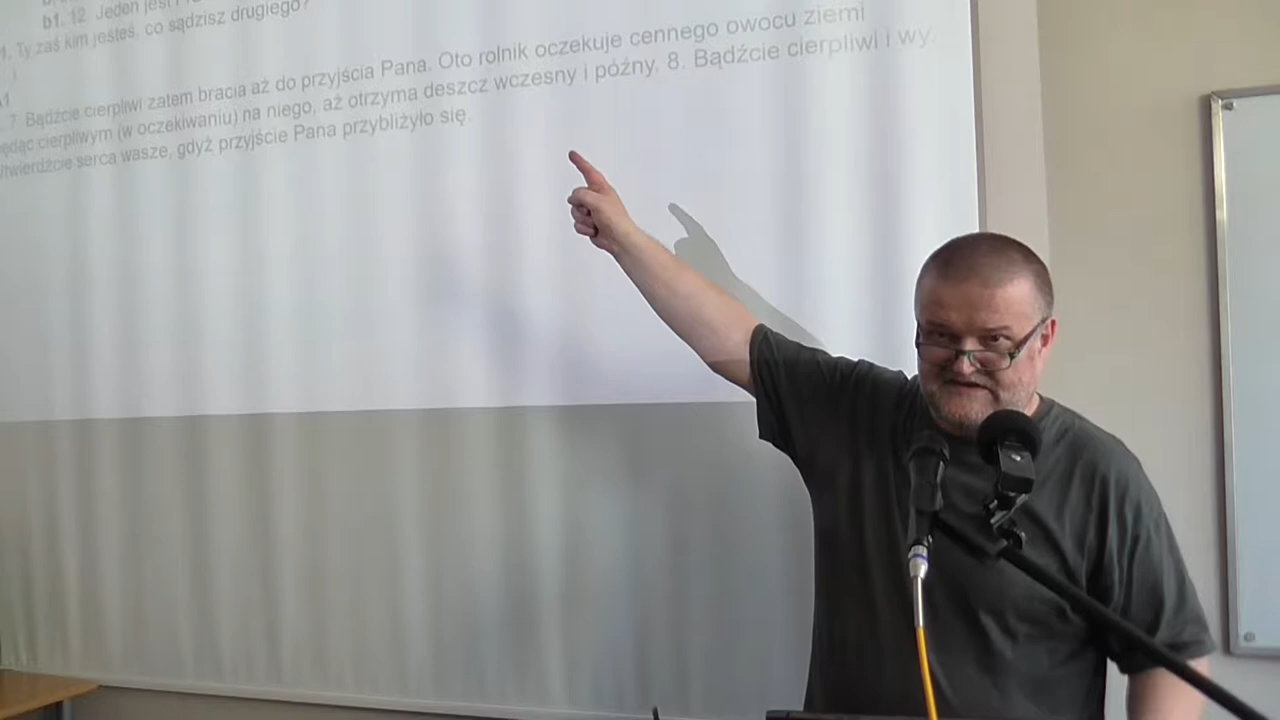 b1. 12. Jeden jest
Ty zaś kim jesteś, co sądzisz drugiego?
7. Bądźcie cierpliwi zatem bracia aż do przyjścia Pana. Oto rolnik oczekuje cennego owocu ziemi
będąc cierpliwym (w oczekiwaniu) na niego, aż otrzyma deszcz wczesny i późny. 8. Bądźcie cierpliwi i wy,
utwierdźcie serca wasze, gdyż przyjście Pana przybliżyło się.